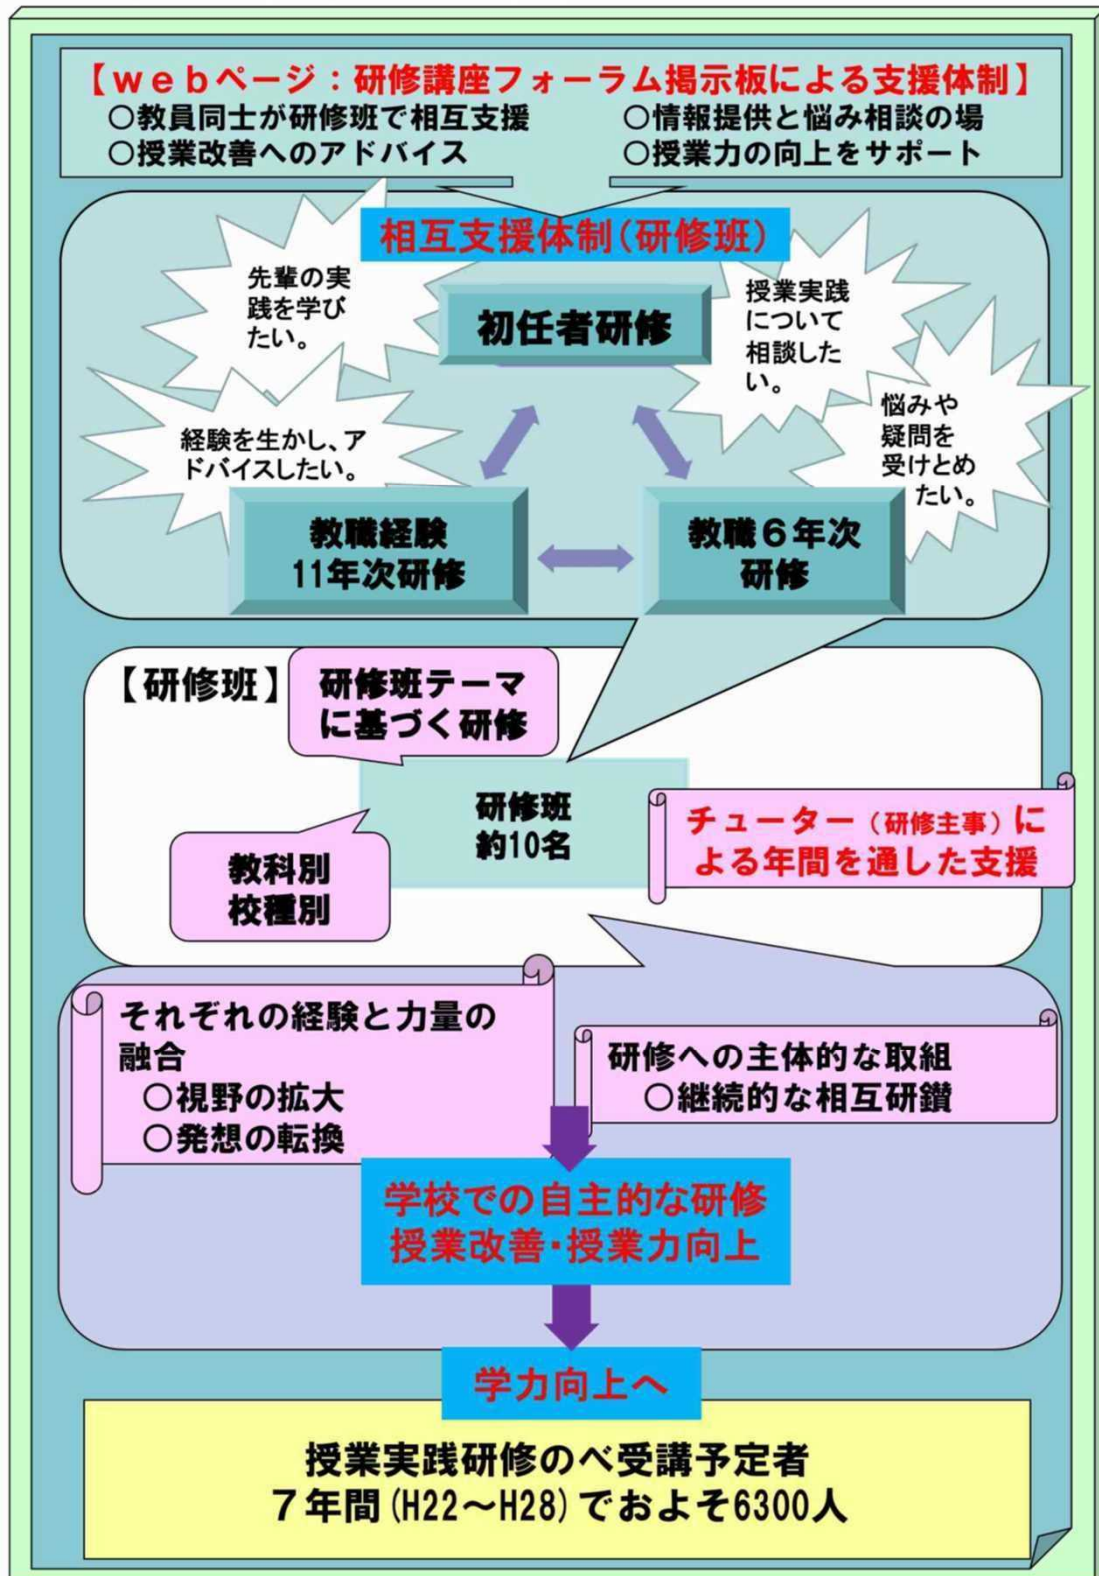 【ｗｅｂページ：研修講座フォーラム掲示板による支援体制】
○教員同士が研修班で相互支援
○情報提供と悩み相談の場
○授業改善へのアドバイス
○授業力の向上をサポート
相互支援体制(研修班)
先輩の実
践を学び
たい。
初任者研修
授業実践
について
相談した
い。
経験を生かし、ア
ドバイスしたい。
悩みや
疑問を
受けとめ
たい。
教職経験
11年次研修
教職６年次
研修
【研修班】
研修班テーマ
に基づく研修
研修班
約10名
チューター（研修主事）に
よる年間を通した支援
教科別
校種別
それぞれの経験と力量の
融合
○視野の拡大
○発想の転換
研修への主体的な取組
○継続的な相互研鑽
学校での自主的な研修
授業改善・授業力向上
学力向上へ
授業実践研修のべ受講予定者
７年間(H22～H28)でおよそ6300人